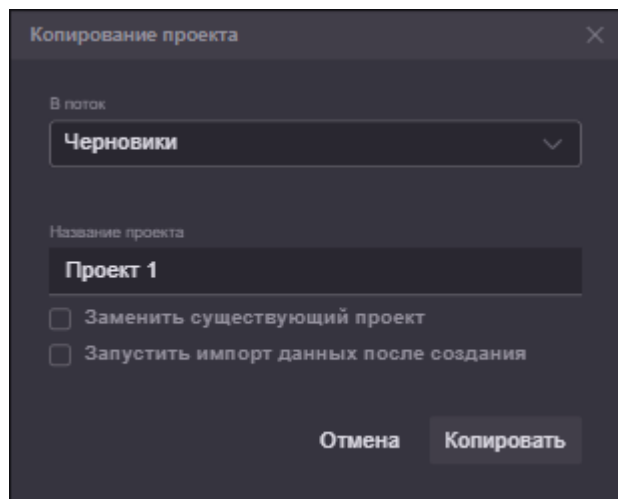 Копирование проекта
В поток
Черновики
Название проекта
Проект 1
Заменить существующий проект
Запустить импорт данных после создания
Отмена Копировать